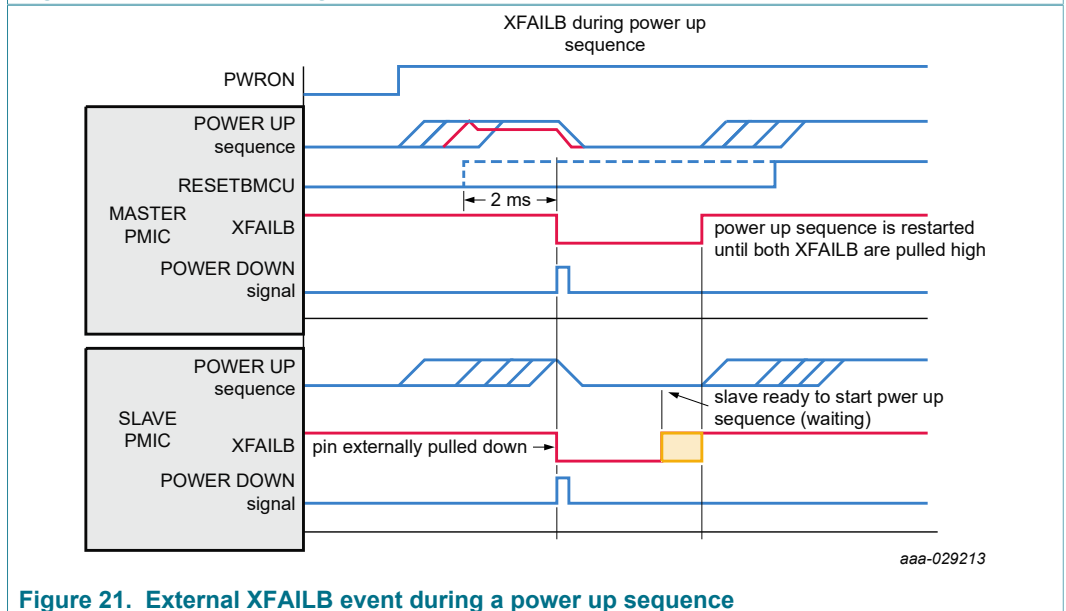 XFAILB during power up
sequence
PWRON
POWER UP
sequence
RESETBMCU
2 ms
MASTER
PMIC
XFAILB
power up sequence is restarted
until both XFAILB are pulled high
POWER DOWN
signal
POWER UP
sequence
slave ready to start pwer up
sequence (waiting)
SLAVE
PMIC
XFAILB
pin externally pulled down
POWER DOWN
signal
aaa-029213
Figure 21. External XFAILB event during a power up sequence